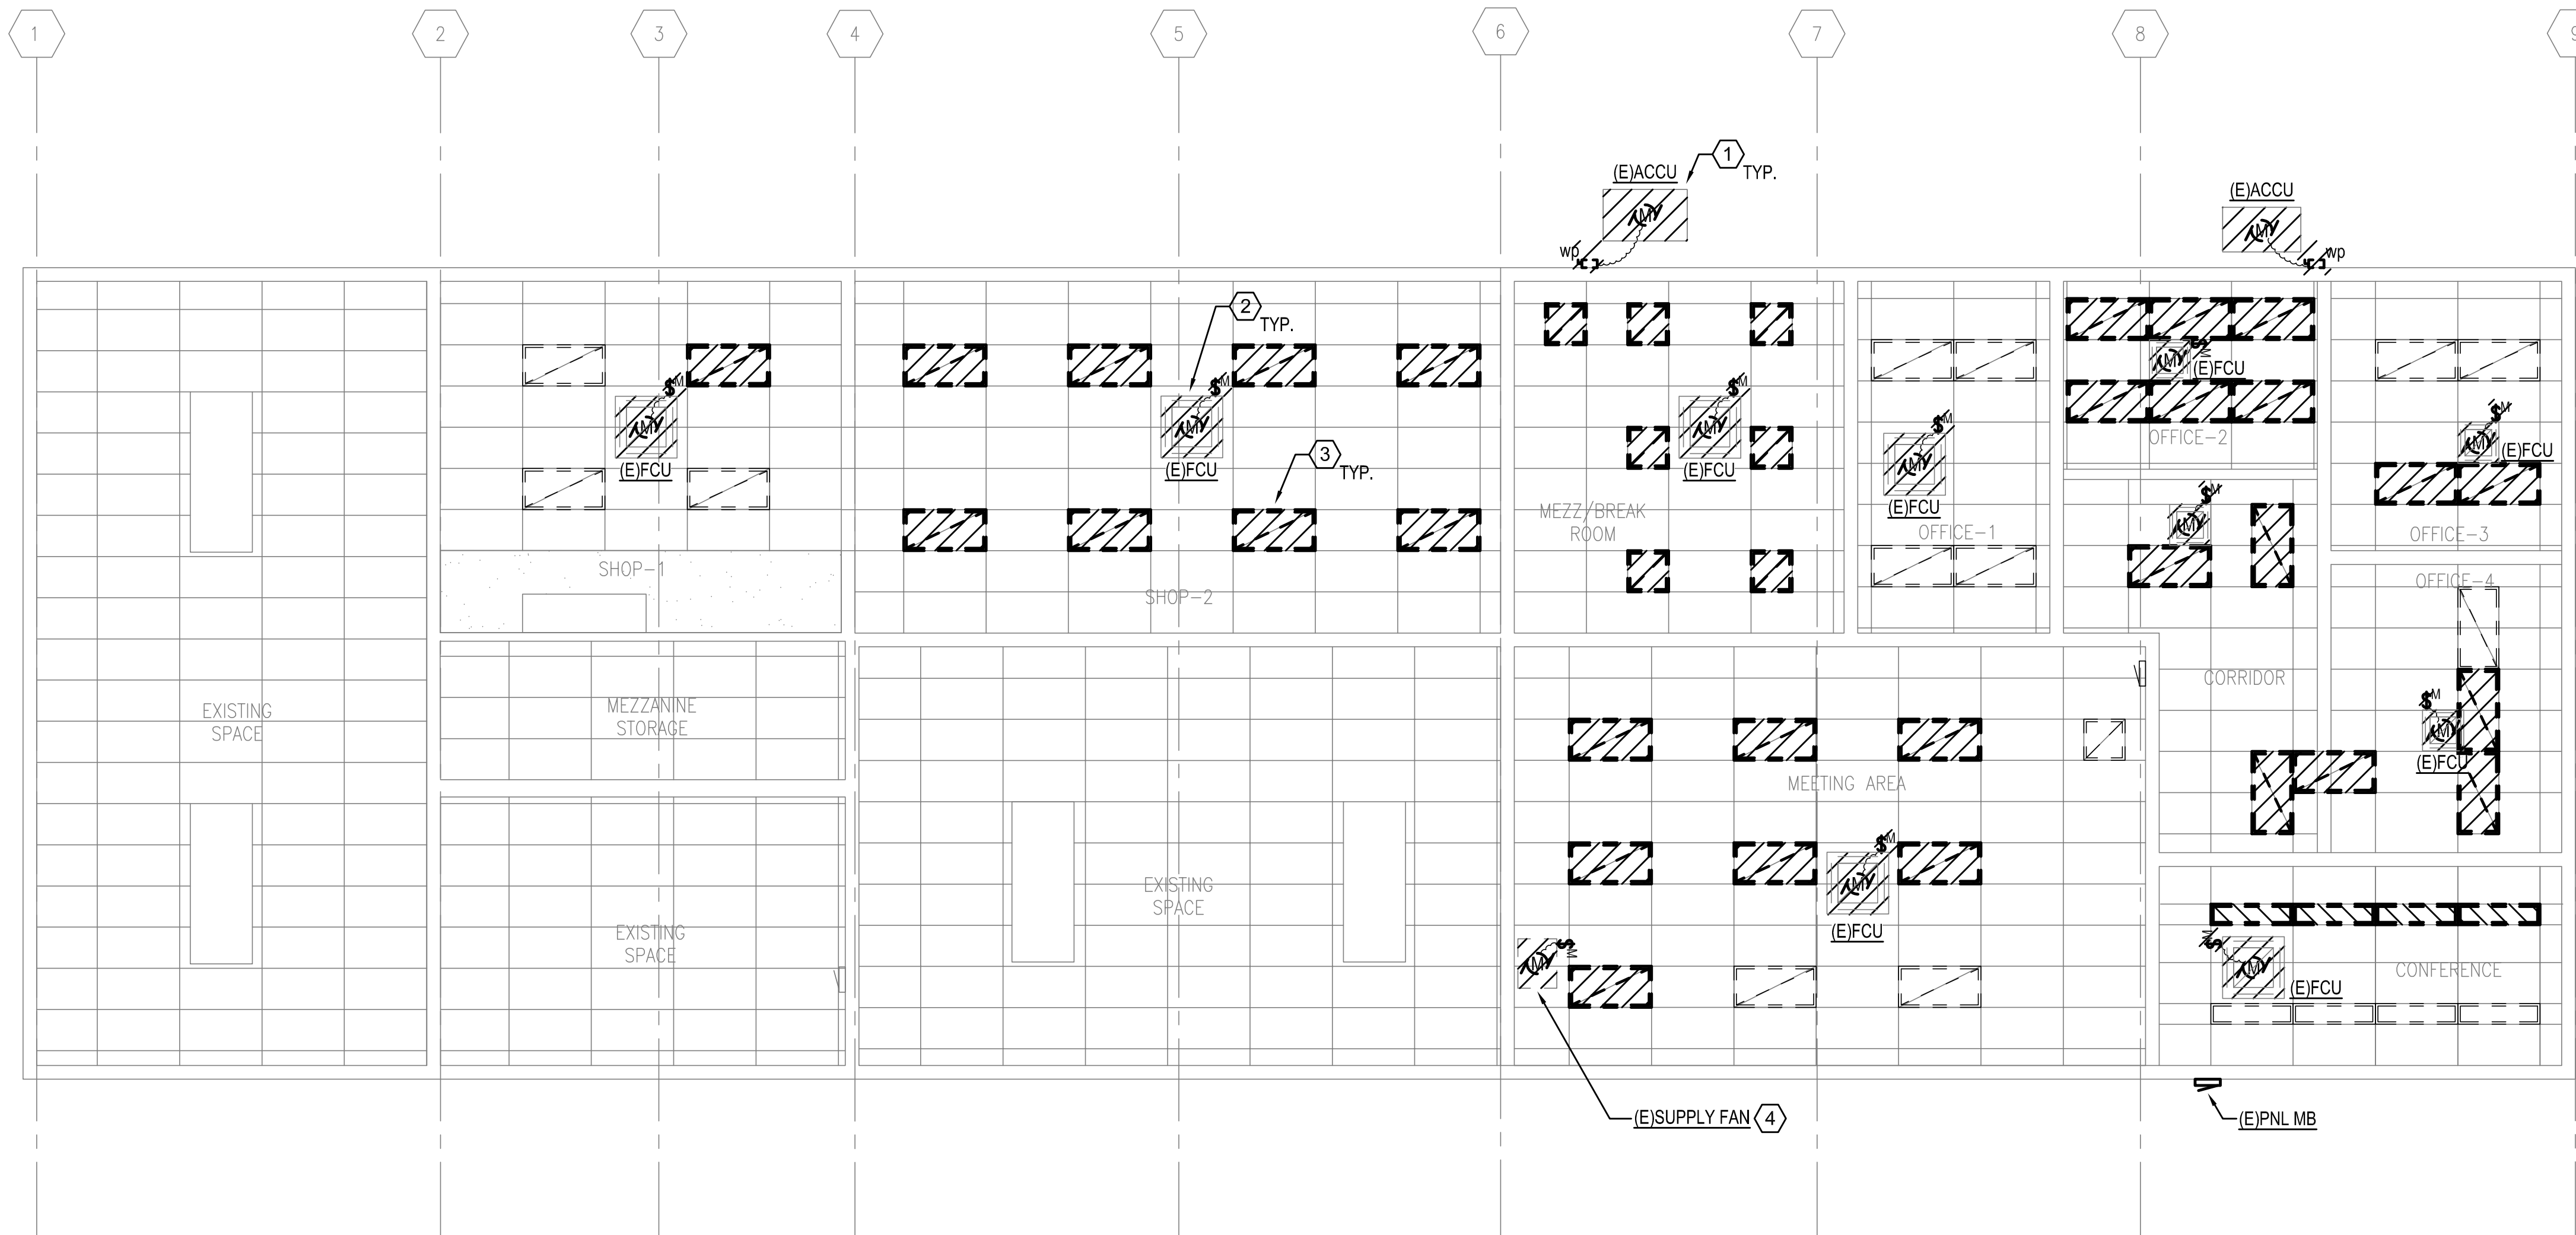 1
2
3
4
5
6
7
8
9
1
TYP.
(E)ACCU
(E)ACCU
M
M
wp
wp
2
TYP.
$M
$M
$M
$M
$M
$M
$M
M
M
M
M
M
M
M
(E)FCU
(E)FCU
(E)FCU
(E)FCU
(E)FCU
(E)FCU
OFFICE-2
3
TYP.
MEZZ/BREAK
ROOM
OFFICE-1
OFFICE-3
$M
M
SHOP-1
SHOP-2
OFFICE-4
CORRIDOR
EXISTING
SPACE
MEZZANINE
STORAGE
$M
M
(E)FCU
MEETING AREA
$M
M
(E)FCU
EXISTING
SPACE
EXISTING
SPACE
$M
M
$M
M
(E)FCU
CONFERENCE
(E)SUPPLY FAN
4
(E)PNL MB